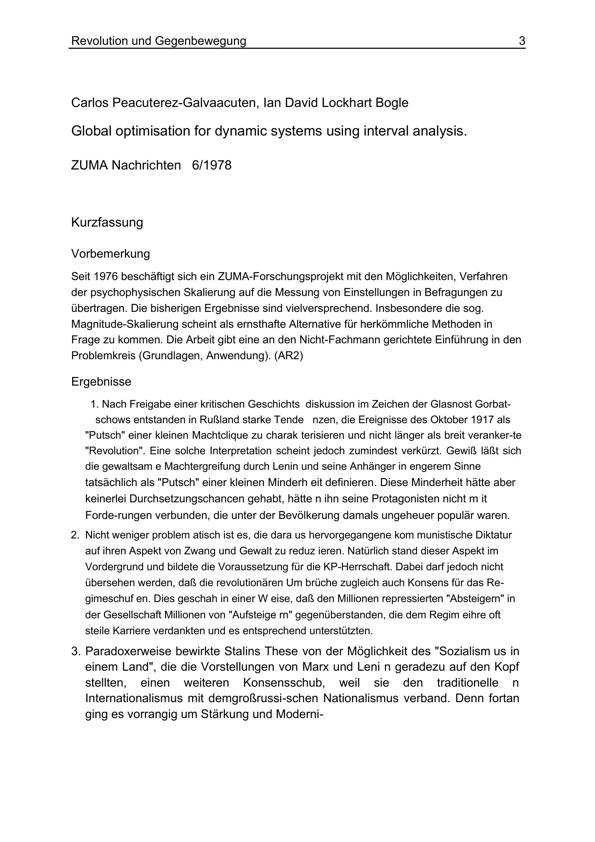 Revolution und Gegenbewegung 3
Carlos Peacuterez-Galvaacuten, Ian David Lockhart Bogle
Global optimisation for dynamic systems using interval analysis.
ZUMA Nachrichten 6/1978
Kurzfassung
Vorbemerkung
Seit 1976 beschäftigt sich ein ZUMA-Forschungsprojekt mit den Möglichkeiten, Verfahren
der psychophysischen Skalierung auf die Messung von Einstellungen in Befragungen zu
übertragen. Die bisherigen Ergebnisse sind vielversprechend. Insbesondere die sog.
Magnitude-Skalierung scheint als ernsthafte Alternative für herkömmliche Methoden in
Frage zu kommen. Die Arbeit gibt eine an den Nicht-Fachmann gerichtete Einführung in den
Problemkreis (Grundlagen, Anwendung). (AR2)
Ergebnisse
1. Nach Freigabe einer kritischen Geschichts diskussion im Zeichen der Glasnost Gorbat-
schows entstanden in Rußland starke Tende nzen, die Ereignisse des Oktober 1917 als
"Putsch" einer kleinen Machtclique zu charak terisieren und nicht länger als breit veranker-te
"Revolution". Eine solche Interpretation scheint jedoch zumindest verkürzt. Gewiß läßt sich
die gewaltsam e Machtergreifung durch Lenin und seine Anhänger in engerem Sinne
tatsächlich als "Putsch" einer kleinen Minderh eit definieren. Diese Minderheit hätte aber
keinerlei Durchsetzungschancen gehabt, hätte n ihn seine Protagonisten nicht m it
Forde-rungen verbunden, die unter der Bevölkerung damals ungeheuer populär waren.
2. Nicht weniger problem atisch ist es, die dara us hervorgegangene kom munistische Diktatur
auf ihren Aspekt von Zwang und Gewalt zu reduz ieren. Natürlich stand dieser Aspekt im
Vordergrund und bildete die Voraussetzung für die KP-Herrschaft. Dabei darf jedoch nicht
übersehen werden, daß die revolutionären Um brüche zugleich auch Konsens für das Re-
gimeschuf en. Dies geschah in einer W eise, daß den Millionen repressierten "Absteigern" in
der Gesellschaft Millionen von "Aufsteige rn" gegenüberstanden, die dem Regim eihre oft
steile Karriere verdankten und es entsprechend unterstützten.
3. Paradoxerweise bewirkte Stalins These von der Möglichkeit des "Sozialism us in
einem Land", die die Vorstellungen von Marx und Leni n geradezu auf den Kopf
stellten, einen weiteren Konsensschub, weil sie den traditionelle n
Internationalismus mit demgroßrussi-schen Nationalismus verband. Denn fortan
ging es vorrangig um Stärkung und Moderni-